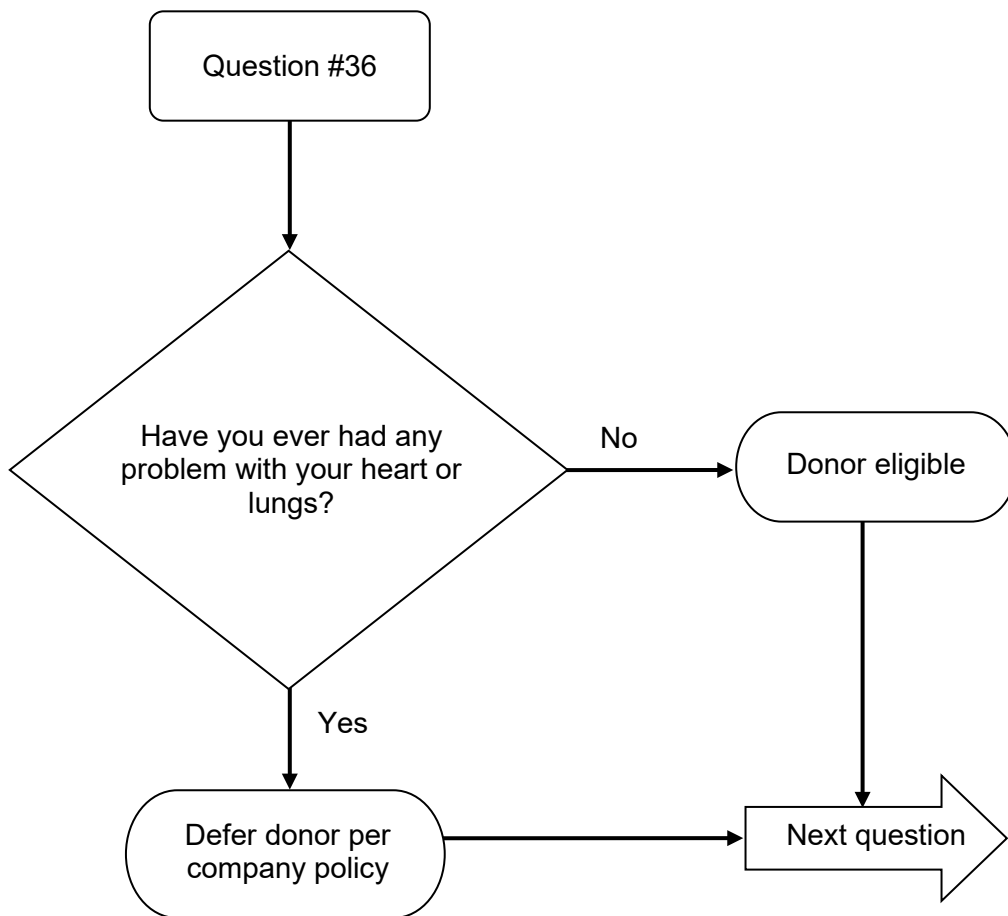 Question #36
Have you ever had any
problem with your heart or
lungs?
No
Donor eligible
Yes
Defer donor per
company policy
Next question